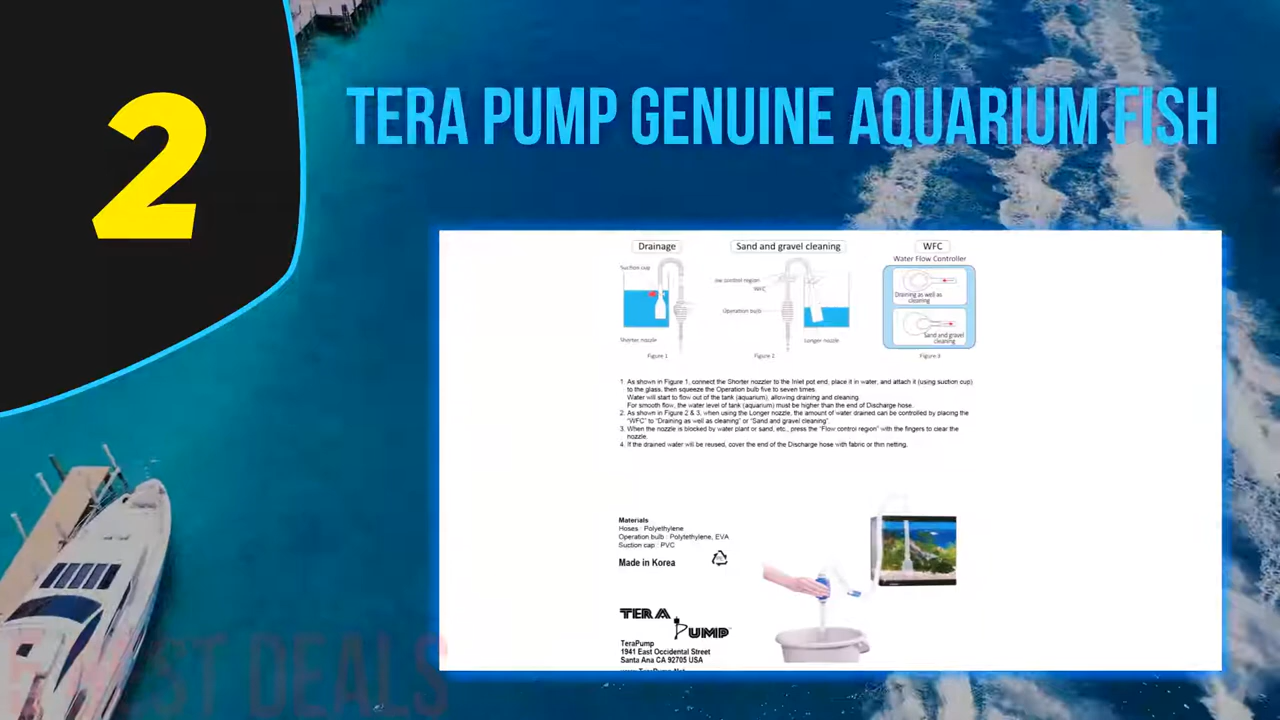 2
TERA PUMP GENUINE AQUARIUM FISH
Drainage
Sand and gravel cleaning
WFC
Water Flow Controller
Suction cup
Shorter nozzle
Figure 1
WFC
Operation bulb
Longer nozzle
Figure 2
Draining as well as
cleaning
Sand and gravel
cleaning
Figure 3
1. As shown in Figure 1, connect the Shorter nozzler to the Inlet pot end, place it in water, and attach it (using suction cup)
to the glass, then squeeze the Operation bulb five to seven times.
Water will start to flow out of the tank (aquarium), allowing draining and cleaning.
For smooth flow, the water level of tank (aquarium) must be higher than the end of Discharge hose.
2. As shown in Figure 2 & 3, when using the Longer nozzle, the amount of water drained can be controlled by placing the
"WFC" to "Draining as well as cleaning" or "Sand and gravel cleaning".
3. When the nozzle is blocked by water plant or sand, etc., press the "Flow control region" with the fingers to clear the
nozzle.
4. If the drained water will be reused, cover the end of the Discharge hose with fabric or thin netting.
Materials
Hoses : Polyethylene
Operation bulb : Polytethylene, EVA
Suction cap : PVC
Made in Korea
TERA
PUMP
TeraPump
1941 East Occidental Street
Santa Ana CA 92705 USA
DEALS